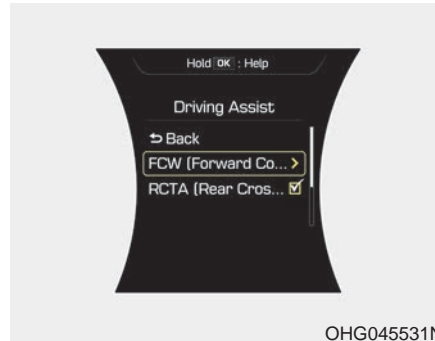 Hold OK : Help
Driving Assist
Back
FCW (Forward Co...
RCTA (Rear Cros...
OHG045531N